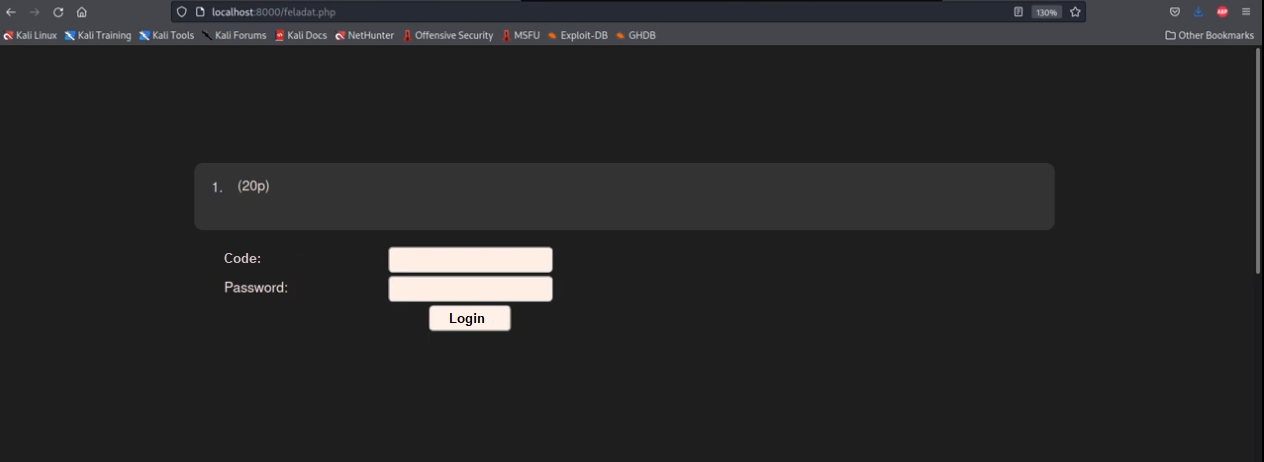 localhost:8000/feladat.php
130%
Kali Linux Kali Training Kali Tools Kali Forums Kali Docs NetHunter Offensive Security MSFU Exploit-DB GHDB Other Bookmarks
1. (20p)
Code:
Password:
Login